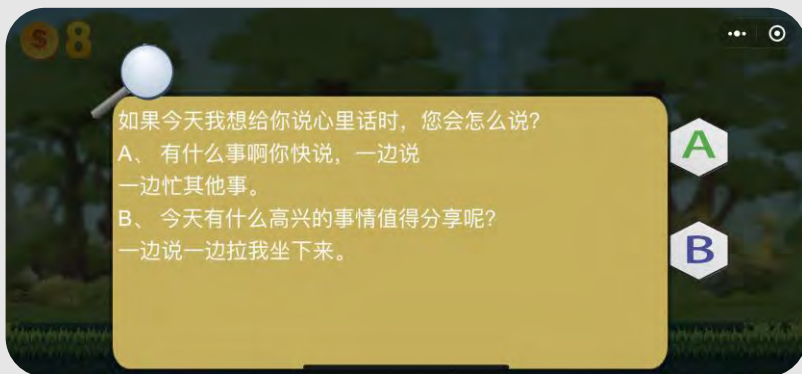 8
如果今天我想给你说心里话时，您会怎么说？
A、 有什么事啊你快说，一边说
一边忙其他事。
B、 今天有什么高兴的事情值得分享呢？
一边说一边拉我坐下来。
A
B